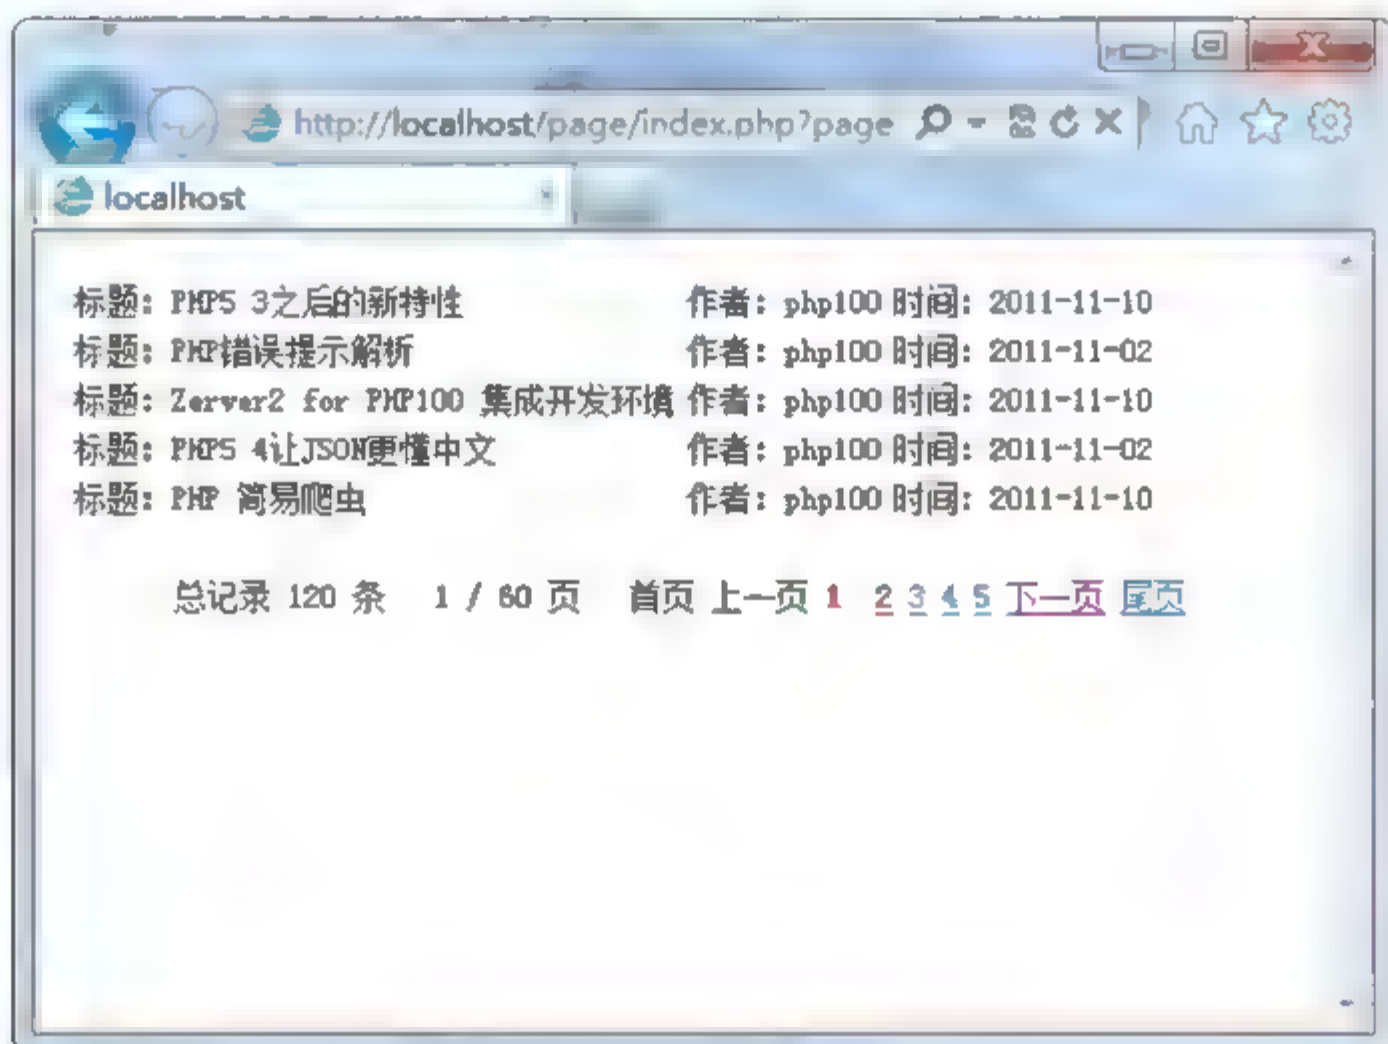 http://localhost/page/index.php?page
localhost
标题：PHP5 3之后的新特性 作者：php100 时间：2011-11-10
标题：PHP错误提示解析 作者：php100 时间：2011-11-02
标题：Zerver2 for PHP100 集成开发环境 作者：php100 时间：2011-11-10
标题：PHP5 4让JSON更懂中文 作者：php100 时间：2011-11-02
标题：PHP 简易爬虫 作者：php100 时间：2011-11-10
总记录 120 条 1 / 60 页 首页 上一页 1 2 3 4 5 下一页 尾页